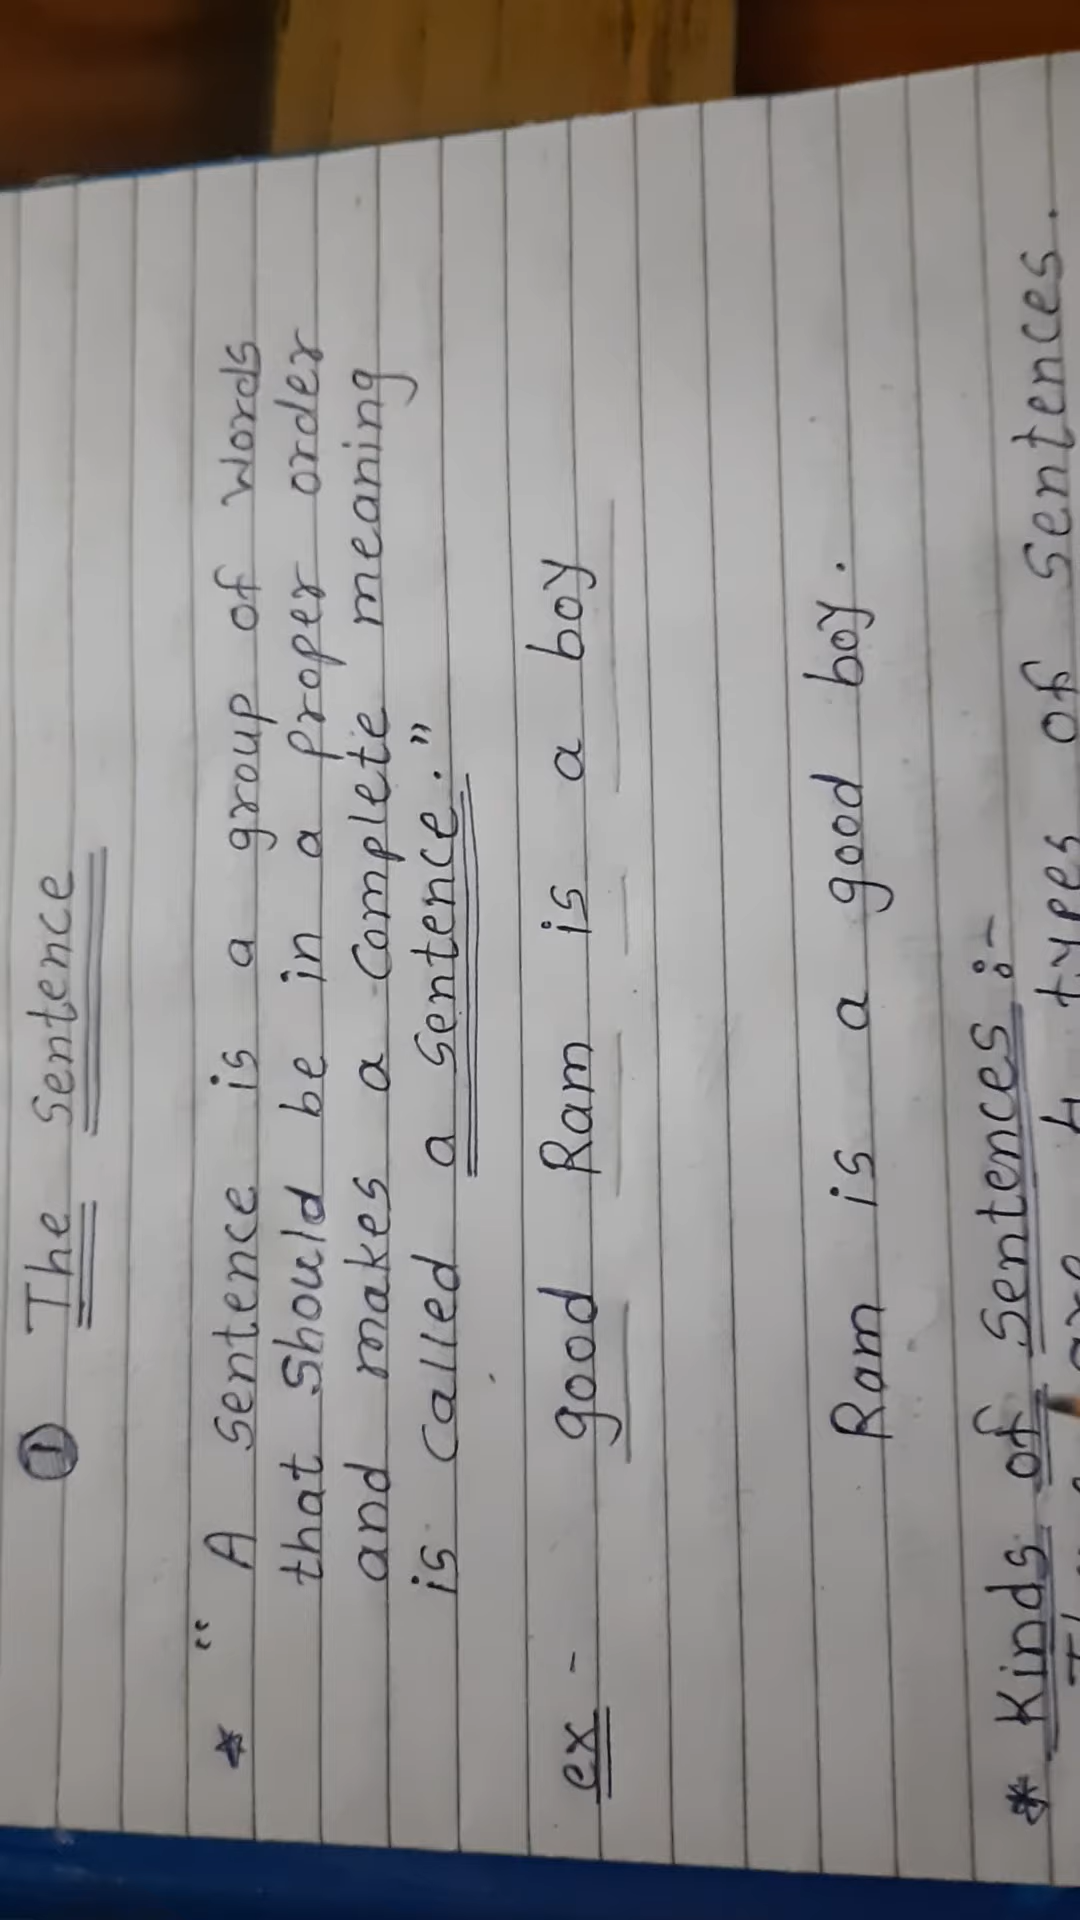 ① The Sentence
* " A Sentence is a group of words
that Should be in a proper order
and makes a Complete meaning
is Called a Sentence."
ex - good Ram is a boy
Ram is a good boy.
* Kinds of Sentences :-
4 types of Sentences.